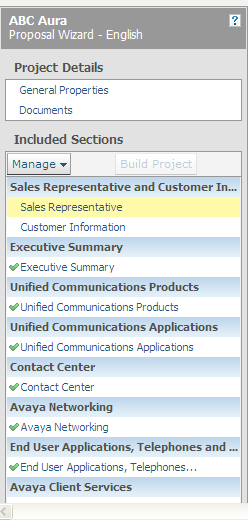 ABC Aura
Proposal Wizard - English
?
Project Details
General Properties
Documents
Included Sections
Manage
Build Project
Sales Representative and Customer In...
Sales Representative
Customer Information
Executive Summary
Executive Summary
Unified Communications Products
Unified Communications Products
Unified Communications Applications
Unified Communications Applications
Contact Center
Contact Center
Avaya Networking
Avaya Networking
End User Applications, Telephones and ...
End User Applications, Telephones...
Avaya Client Services